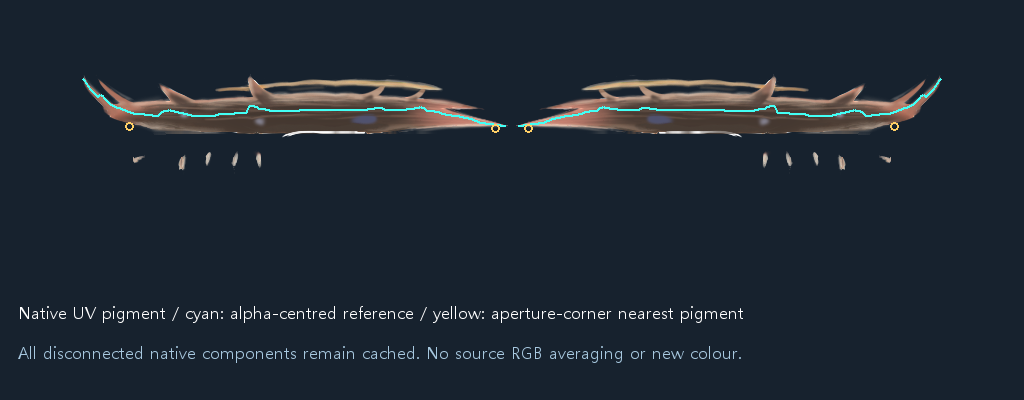 Native UV pigment / cyan: alpha-centred reference / yellow: aperture-corner nearest pigment
All disconnected native components remain cached. No source RGB averaging or new colour.